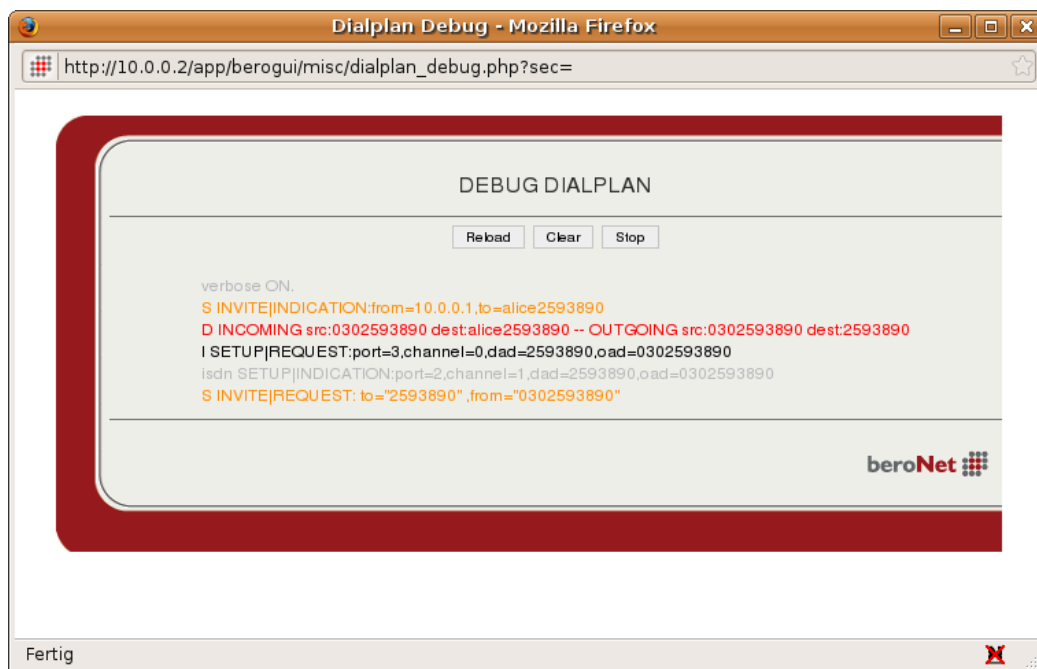 Dialplan Debug - Mozilla Firefox
http://10.0.0.2/app/berogui/misc/dialplan_debug.php?sec=
DEBUG DIALPLAN
Reload Clear Stop
verbose ON.
S INVITE|INDICATION:from=10.0.0.1,to=alice2593890
D INCOMING src:0302593890 dest:alice2593890 -- OUTGOING src:0302593890 dest:2593890
I SETUP|REQUEST:port=3,channel=0,dad=2593890,oad=0302593890
isdn SETUP|INDICATION:port=2,channel=1,dad=2593890,oad=0302593890
S INVITE|REQUEST: to="2593890" ,from="0302593890"
beroNet
Fertig